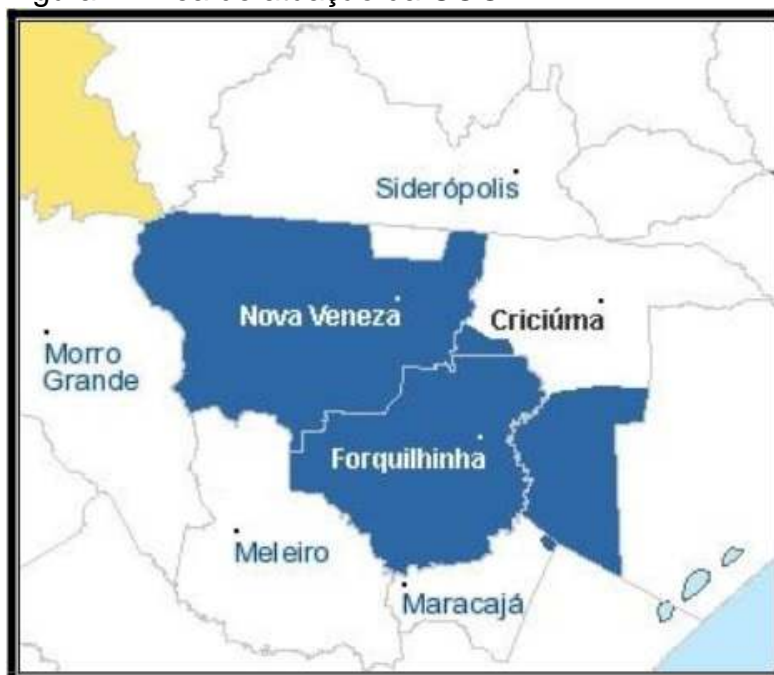 Siderópolis
Nova Veneza
Criciúma
Morro
Grande
Forquilhinha
Meleiro
Maracajá